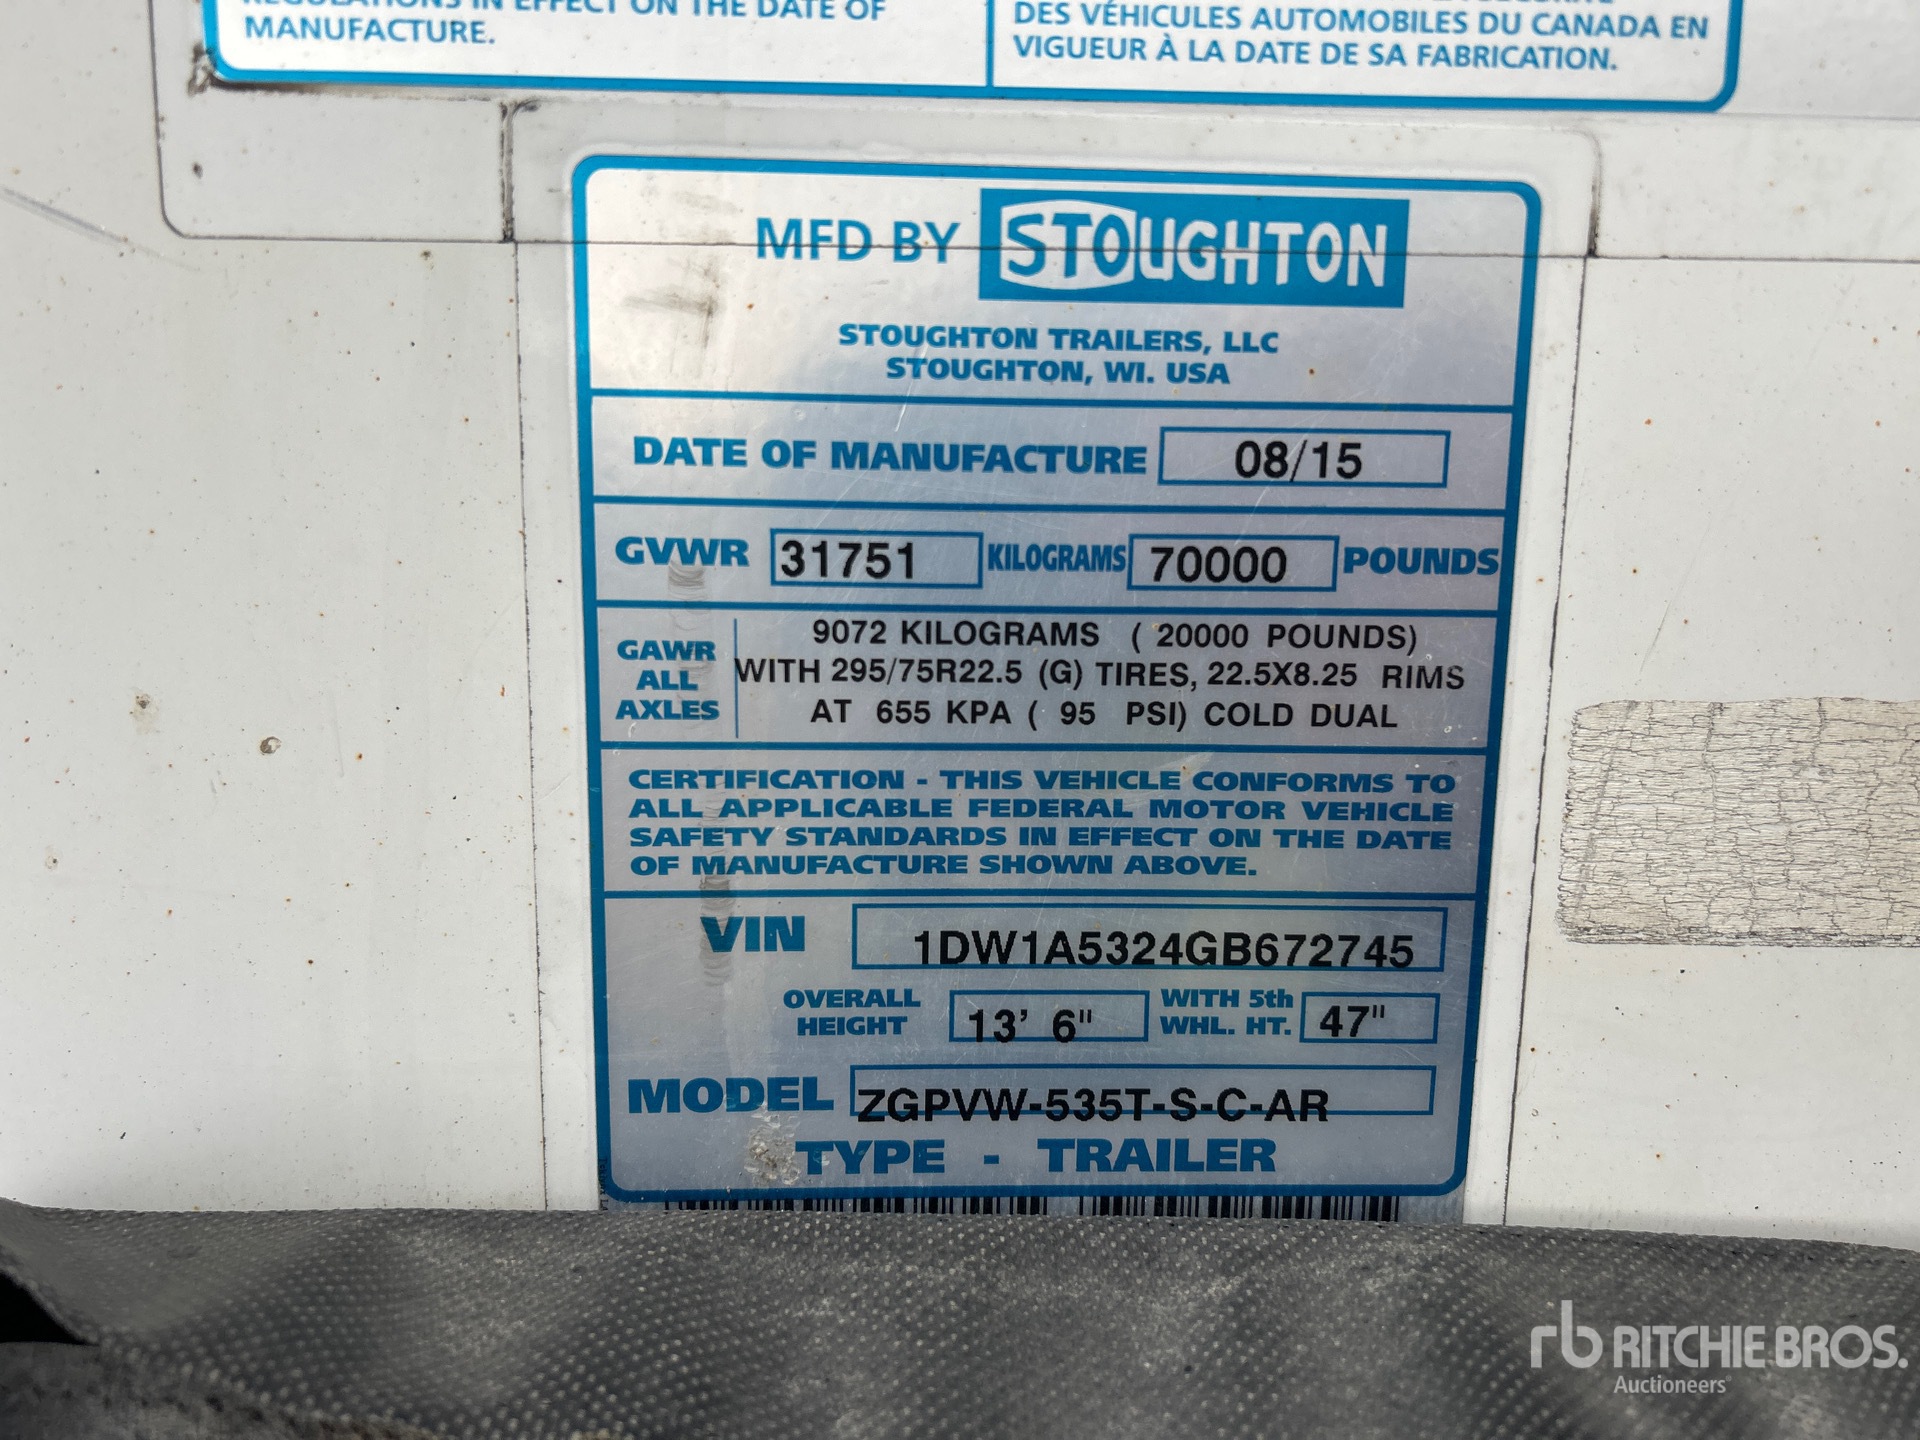 REGULATIONS IN EFFECT ON THE DATE OF
MANUFACTURE.
DES VÉHICULES AUTOMOBILES DU CANADA EN
VIGUEUR À LA DATE DE SA FABRICATION.
MFD BY STOUGHTON
STOUGHTON TRAILERS, LLC
STOUGHTON, WI. USA
DATE OF MANUFACTURE 08/15
GVWR 31751 KILOGRAMS 70000 POUNDS
GAWR ALL AXLES
9072 KILOGRAMS ( 20000 POUNDS)
WITH 295/75R22.5 (G) TIRES, 22.5X8.25 RIMS
AT 655 KPA ( 95 PSI) COLD DUAL
CERTIFICATION - THIS VEHICLE CONFORMS TO
ALL APPLICABLE FEDERAL MOTOR VEHICLE
SAFETY STANDARDS IN EFFECT ON THE DATE
OF MANUFACTURE SHOWN ABOVE.
VIN 1DW1A5324GB672745
OVERALL HEIGHT 13' 6" WITH 5th WHL. HT. 47"
MODEL ZGPVW-535T-S-C-AR
TYPE - TRAILER
rb RITCHIE BROS.
Auctioneers